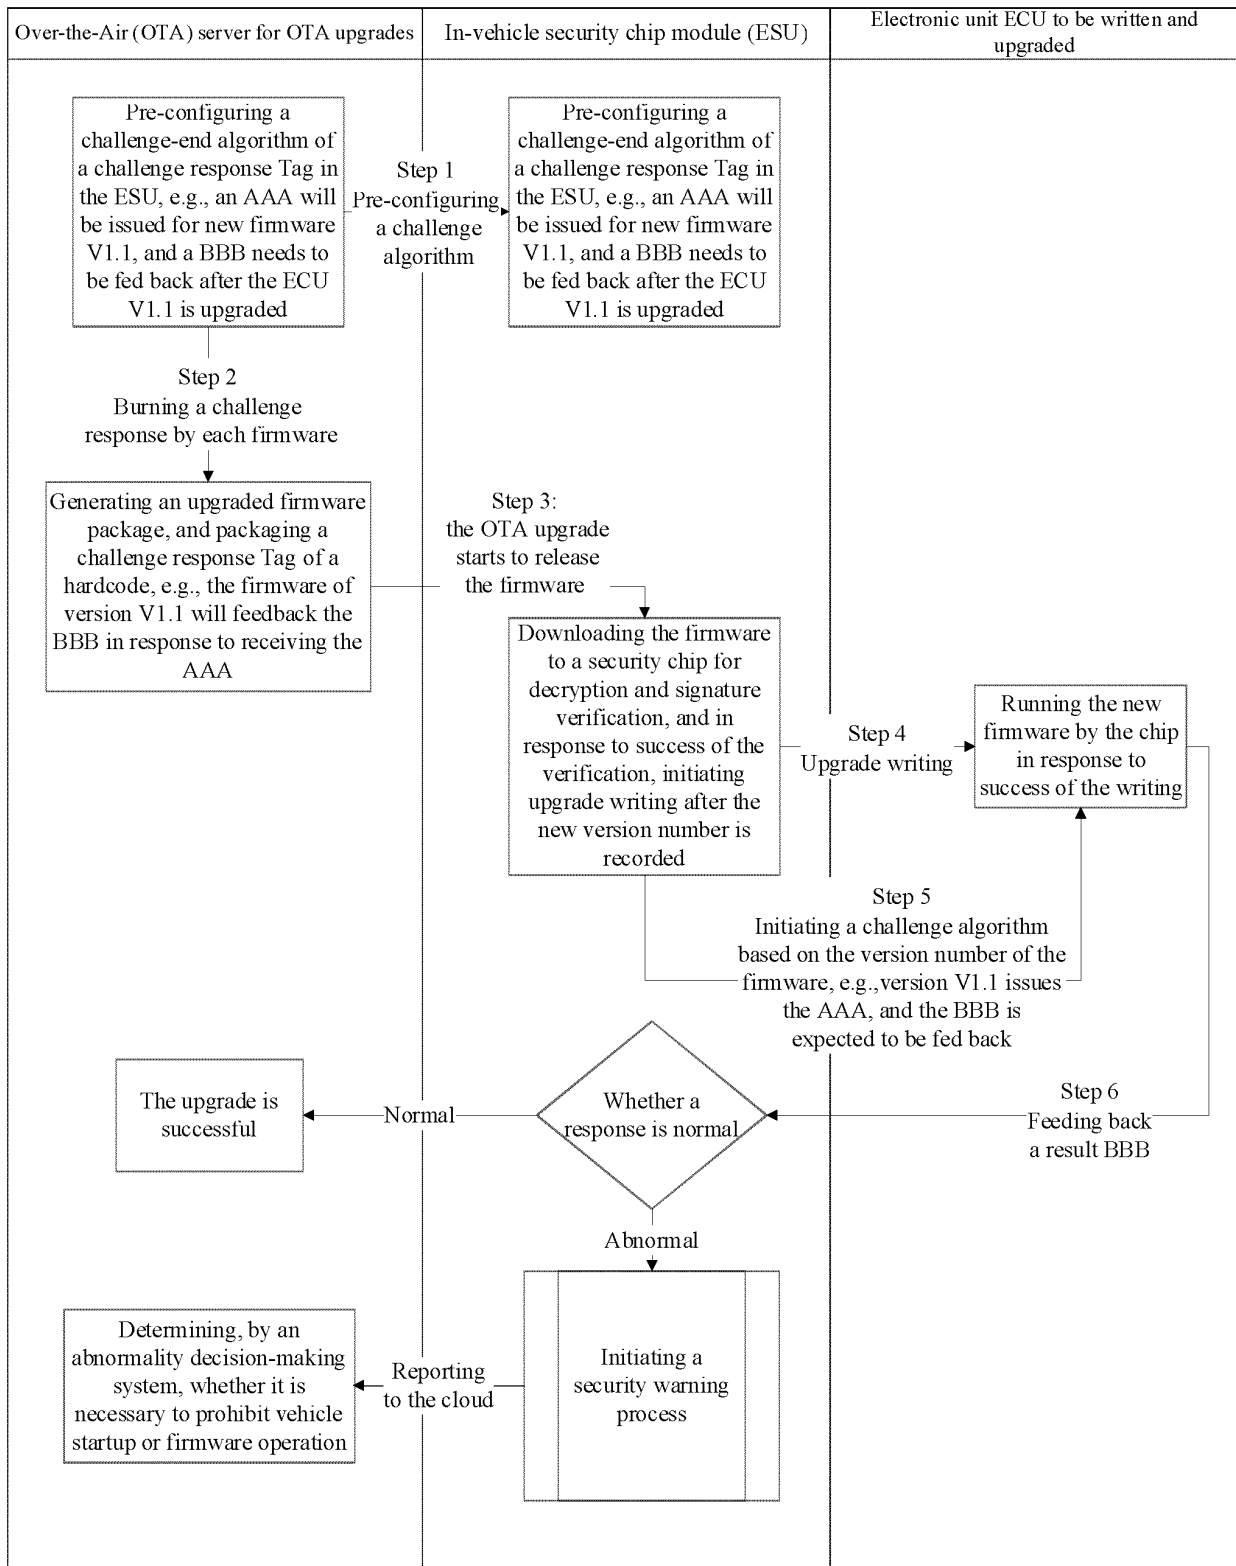 Over-the-Air (OTA) server for OTA upgrades
In-vehicle security chip module (ESU)
Electronic unit ECU to be written and
upgraded
Pre-configuring a
challenge-end algorithm of
a challenge response Tag in
the ESU, e.g., an AAA will
be issued for new firmware
V1.1, and a BBB needs to
be fed back after the ECU
V1.1 is upgraded
Step 1
Pre-configuring
a challenge
algorithm
Pre-configuring a
challenge-end algorithm of
a challenge response Tag in
the ESU, e.g., an AAA will
be issued for new firmware
V1.1, and a BBB needs to
be fed back after the ECU
V1.1 is upgraded
Step 2
Burning a challenge
response by each firmware
Generating an upgraded firmware
package, and packaging a
challenge response Tag of a
hardcode, e.g., the firmware of
version V1.1 will feedback the
BBB in response to receiving the
AAA
Step 3:
the OTA upgrade
starts to release
the firmware
Downloading the firmware
to a security chip for
decryption and signature
verification, and in
response to success of the
verification, initiating
upgrade writing after the
new version number is
recorded
Step 4
Upgrade writing
Running the new
firmware by the chip
in response to
success of the writing
Step 5
Initiating a challenge algorithm
based on the version number of the
firmware, e.g.,version V1.1 issues
the AAA, and the BBB is
expected to be fed back
Step 6
Feeding back
a result BBB
Whether a
response is normal
Normal
The upgrade is
successful
Abnormal
Initiating a
security warning
process
Reporting
to the cloud
Determining, by an
abnormality decision-making
system, whether it is
necessary to prohibit vehicle
startup or firmware operation